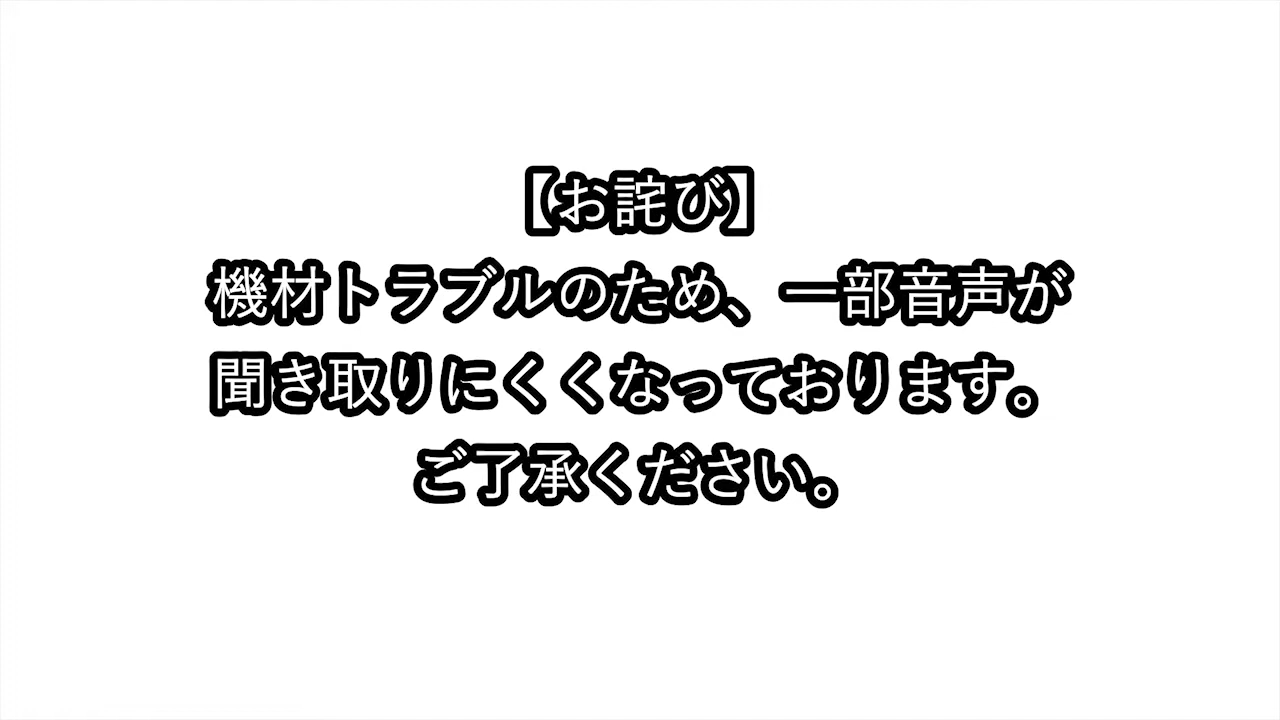 【お詫び】
機材トラブルのため、一部音声が
聞き取りにくくなっております。
ご了承ください。